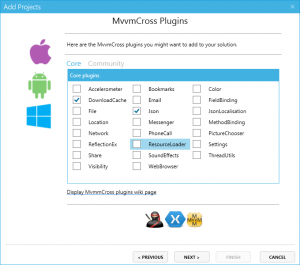 Add Projects
MvvmCross Plugins
Here are the MvvmCross plugins you might want to add to your solution.
Core Community
Core plugins
Accelerometer Bookmarks Color
DownloadCache Email FieldBinding
File Json JsonLocalisation
Location Messenger MethodBinding
Network PhoneCall PictureChooser
ReflectionEx ResourceLoader Settings
Share SoundEffects ThreadUtils
Visibility WebBrowser
Display MvvmCross plugins wiki page
< PREVIOUS NEXT > FINISH CANCEL